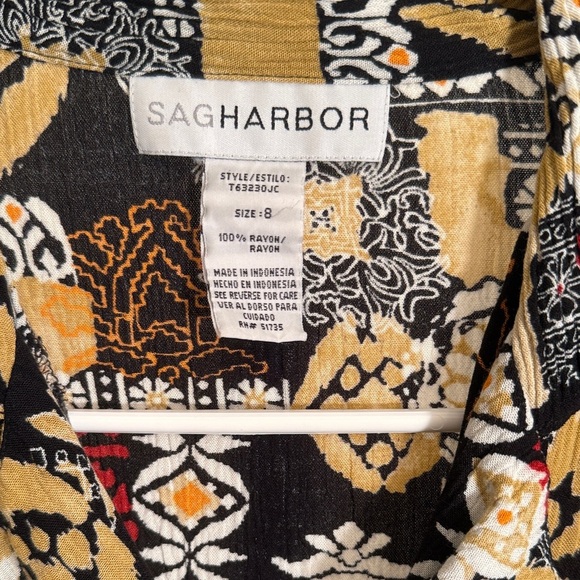 SAGHARBOR
STYLE/ESTILO:
T63230JC
SIZE :8
100% RAYON/
RAYON
MADE IN INDONESIA
HECHO EN INDONESIA
SEE REVERSE FOR CARE
VER AL DORSO PARA
CUIDADO
RN# 51735